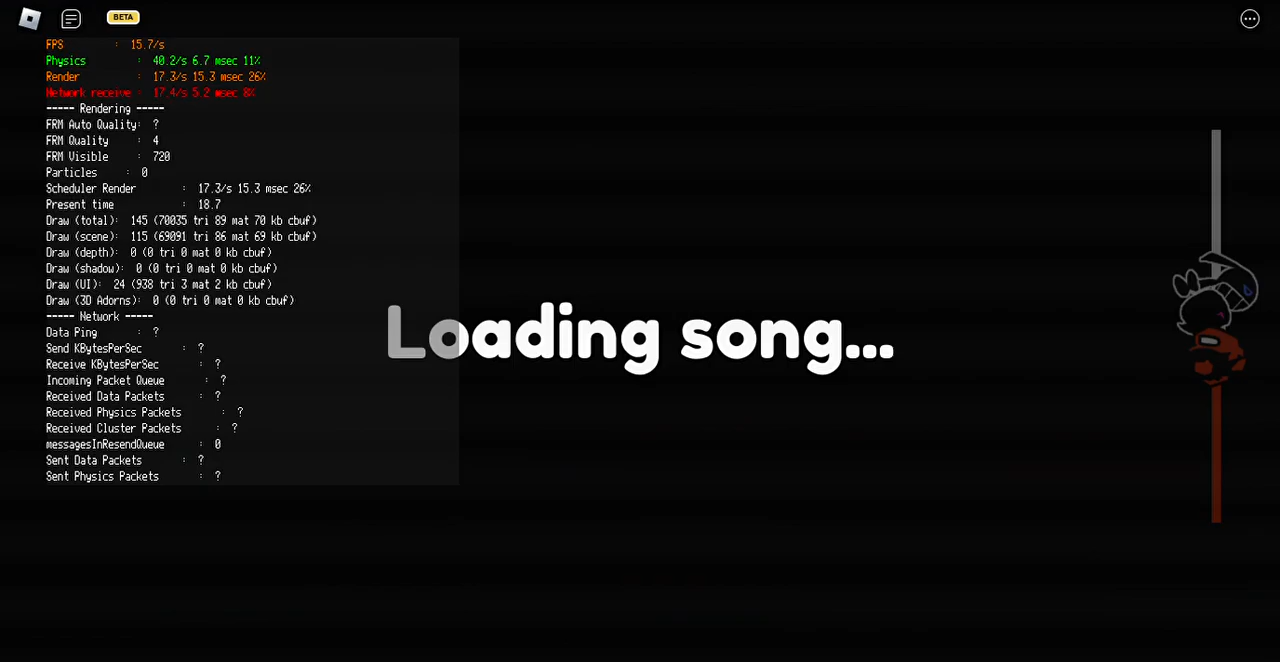 BETA
FPS : 15.7/s
Physics : 40.2/s 6.7 msec 11%
Render : 17.3/s 15.3 msec 26%
Network receive : 17.4/s 5.2 msec 8%
----- Rendering -----
FRM Auto Quality: ?
FRM Quality : 4
FRM Visible : 720
Particles : 0
Scheduler Render : 17.3/s 15.3 msec 26%
Present time : 18.7
Draw (total): 145 (70035 tri 89 mat 70 kb cbuf)
Draw (scene): 115 (69091 tri 86 mat 69 kb cbuf)
Draw (depth): 0 (0 tri 0 mat 0 kb cbuf)
Draw (shadow): 0 (0 tri 0 mat 0 kb cbuf)
Draw (UI): 24 (938 tri 3 mat 2 kb cbuf)
Draw (3D Adorns): 0 (0 tri 0 mat 0 kb cbuf)
----- Network -----
Data Ping : ?
Send KBytesPerSec : ?
Receive KBytesPerSec : ?
Incoming Packet Queue : ?
Received Data Packets : ?
Received Physics Packets : ?
Received Cluster Packets : ?
messagesInResendQueue : 0
Sent Data Packets : ?
Sent Physics Packets : ?
Loading song...